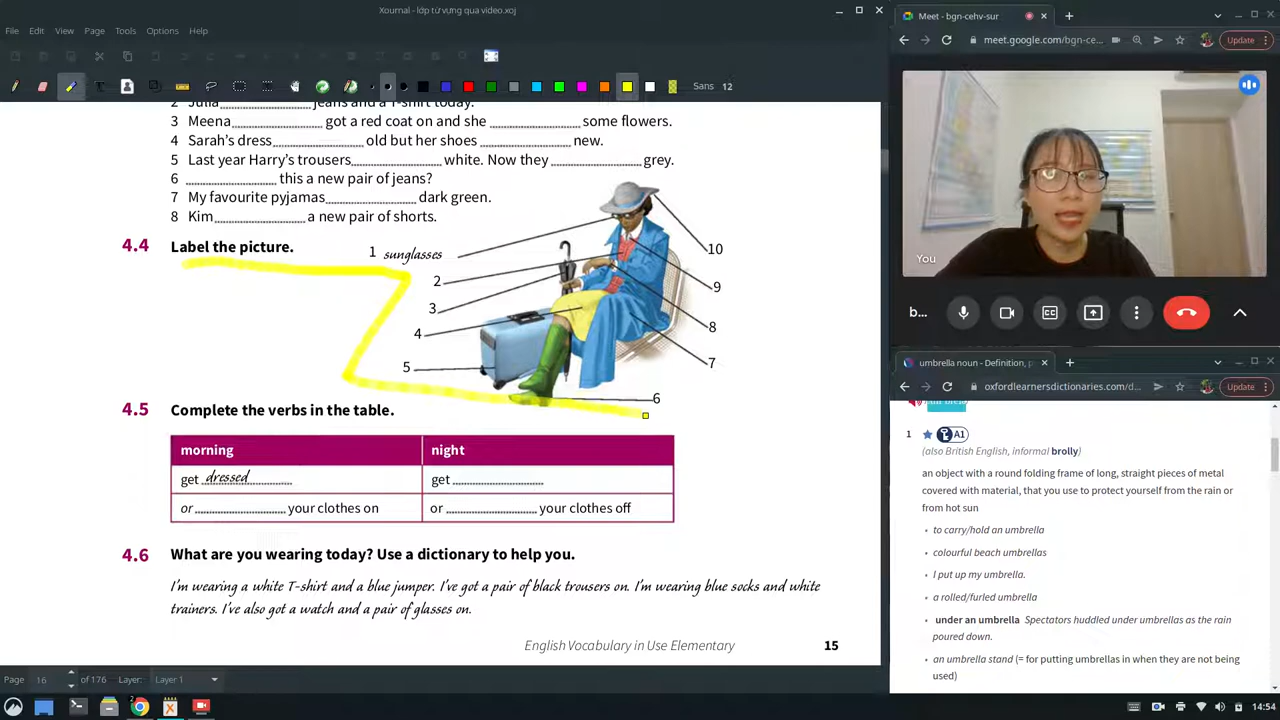 Xournal - lớp từ vựng qua video.xoj
File Edit View Page Tools Options Help
Sans 12
2 Julia jeans and a T-shirt today.
3 Meena got a red coat on and she some flowers.
4 Sarah's dress old but her shoes new.
5 Last year Harry's trousers white. Now they grey.
6 this a new pair of jeans?
7 My favourite pyjamas dark green.
8 Kim a new pair of shorts.
4.4 Label the picture.
1 sunglasses
2
3
4
5
10
9
8
7
6
4.5 Complete the verbs in the table.
morning night
get dressed get
or your clothes on or your clothes off
4.6 What are you wearing today? Use a dictionary to help you.
I'm wearing a white T-shirt and a blue jumper. I've got a pair of black trousers on. I'm wearing blue socks and white
trainers. I've also got a watch and a pair of glasses on.
English Vocabulary in Use Elementary 15
Page 16 of 176 Layer: Layer 1
Meet - bgn-cehv-sur
meet.google.com/bgn-ce... Update
You
b...
umbrella noun - Definition, p
oxfordlearnersdictionaries.com/d... Update
1 A1
(also British English, informal brolly)
an object with a round folding frame of long, straight pieces of metal
covered with material, that you use to protect yourself from the rain or
from hot sun
• to carry/hold an umbrella
• colourful beach umbrellas
• I put up my umbrella.
• a rolled/furled umbrella
• under an umbrella Spectators huddled under umbrellas as the rain
poured down.
• an umbrella stand (= for putting umbrellas in when they are not being
used)
2
14:54